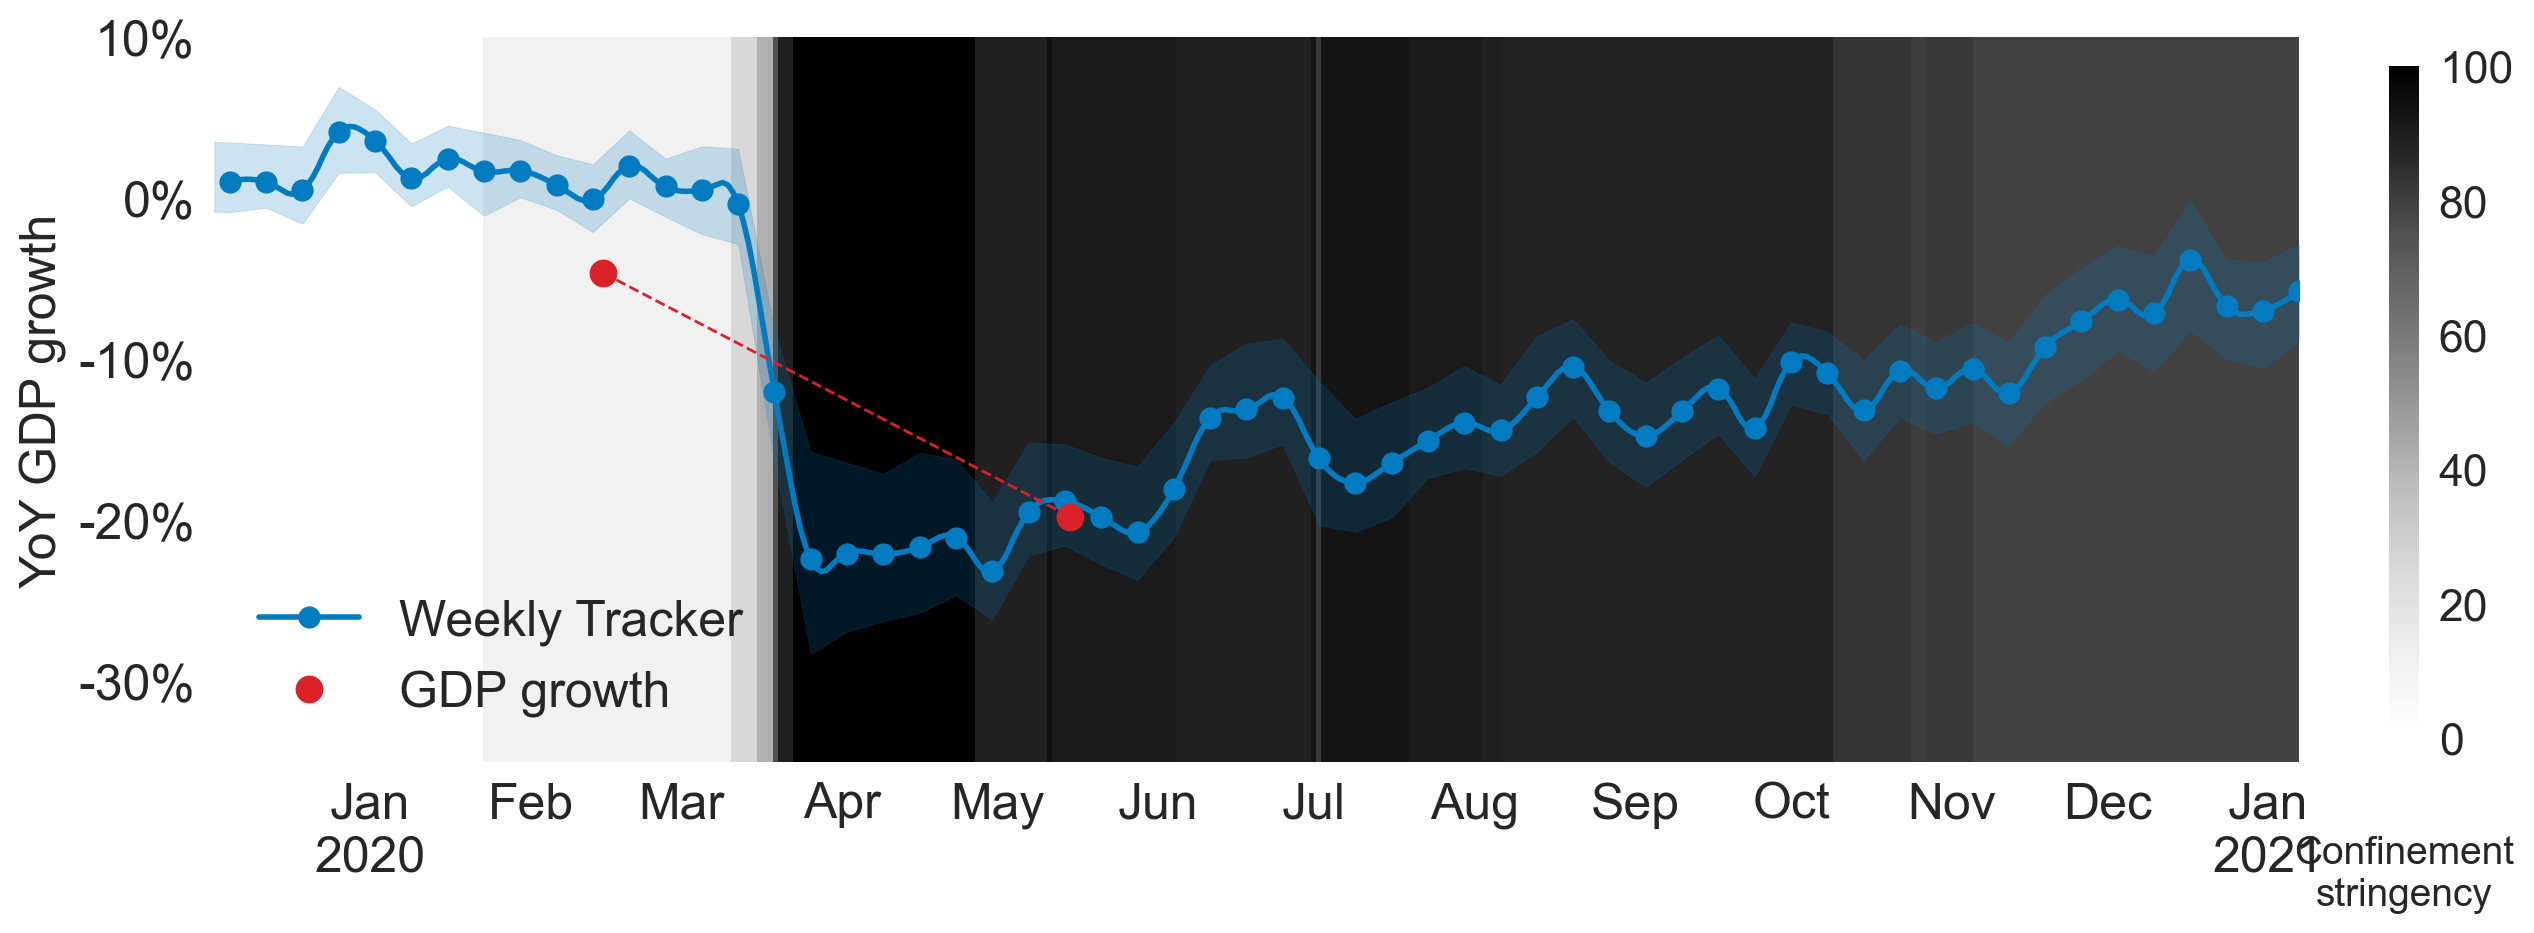 10%
0%
-10%
-20%
-30%
YoY GDP growth
Weekly Tracker
GDP growth
Jan Feb Mar Apr May Jun Jul Aug Sep Oct Nov Dec Jan
2020 2021
100
80
60
40
20
0
Confinement
stringency